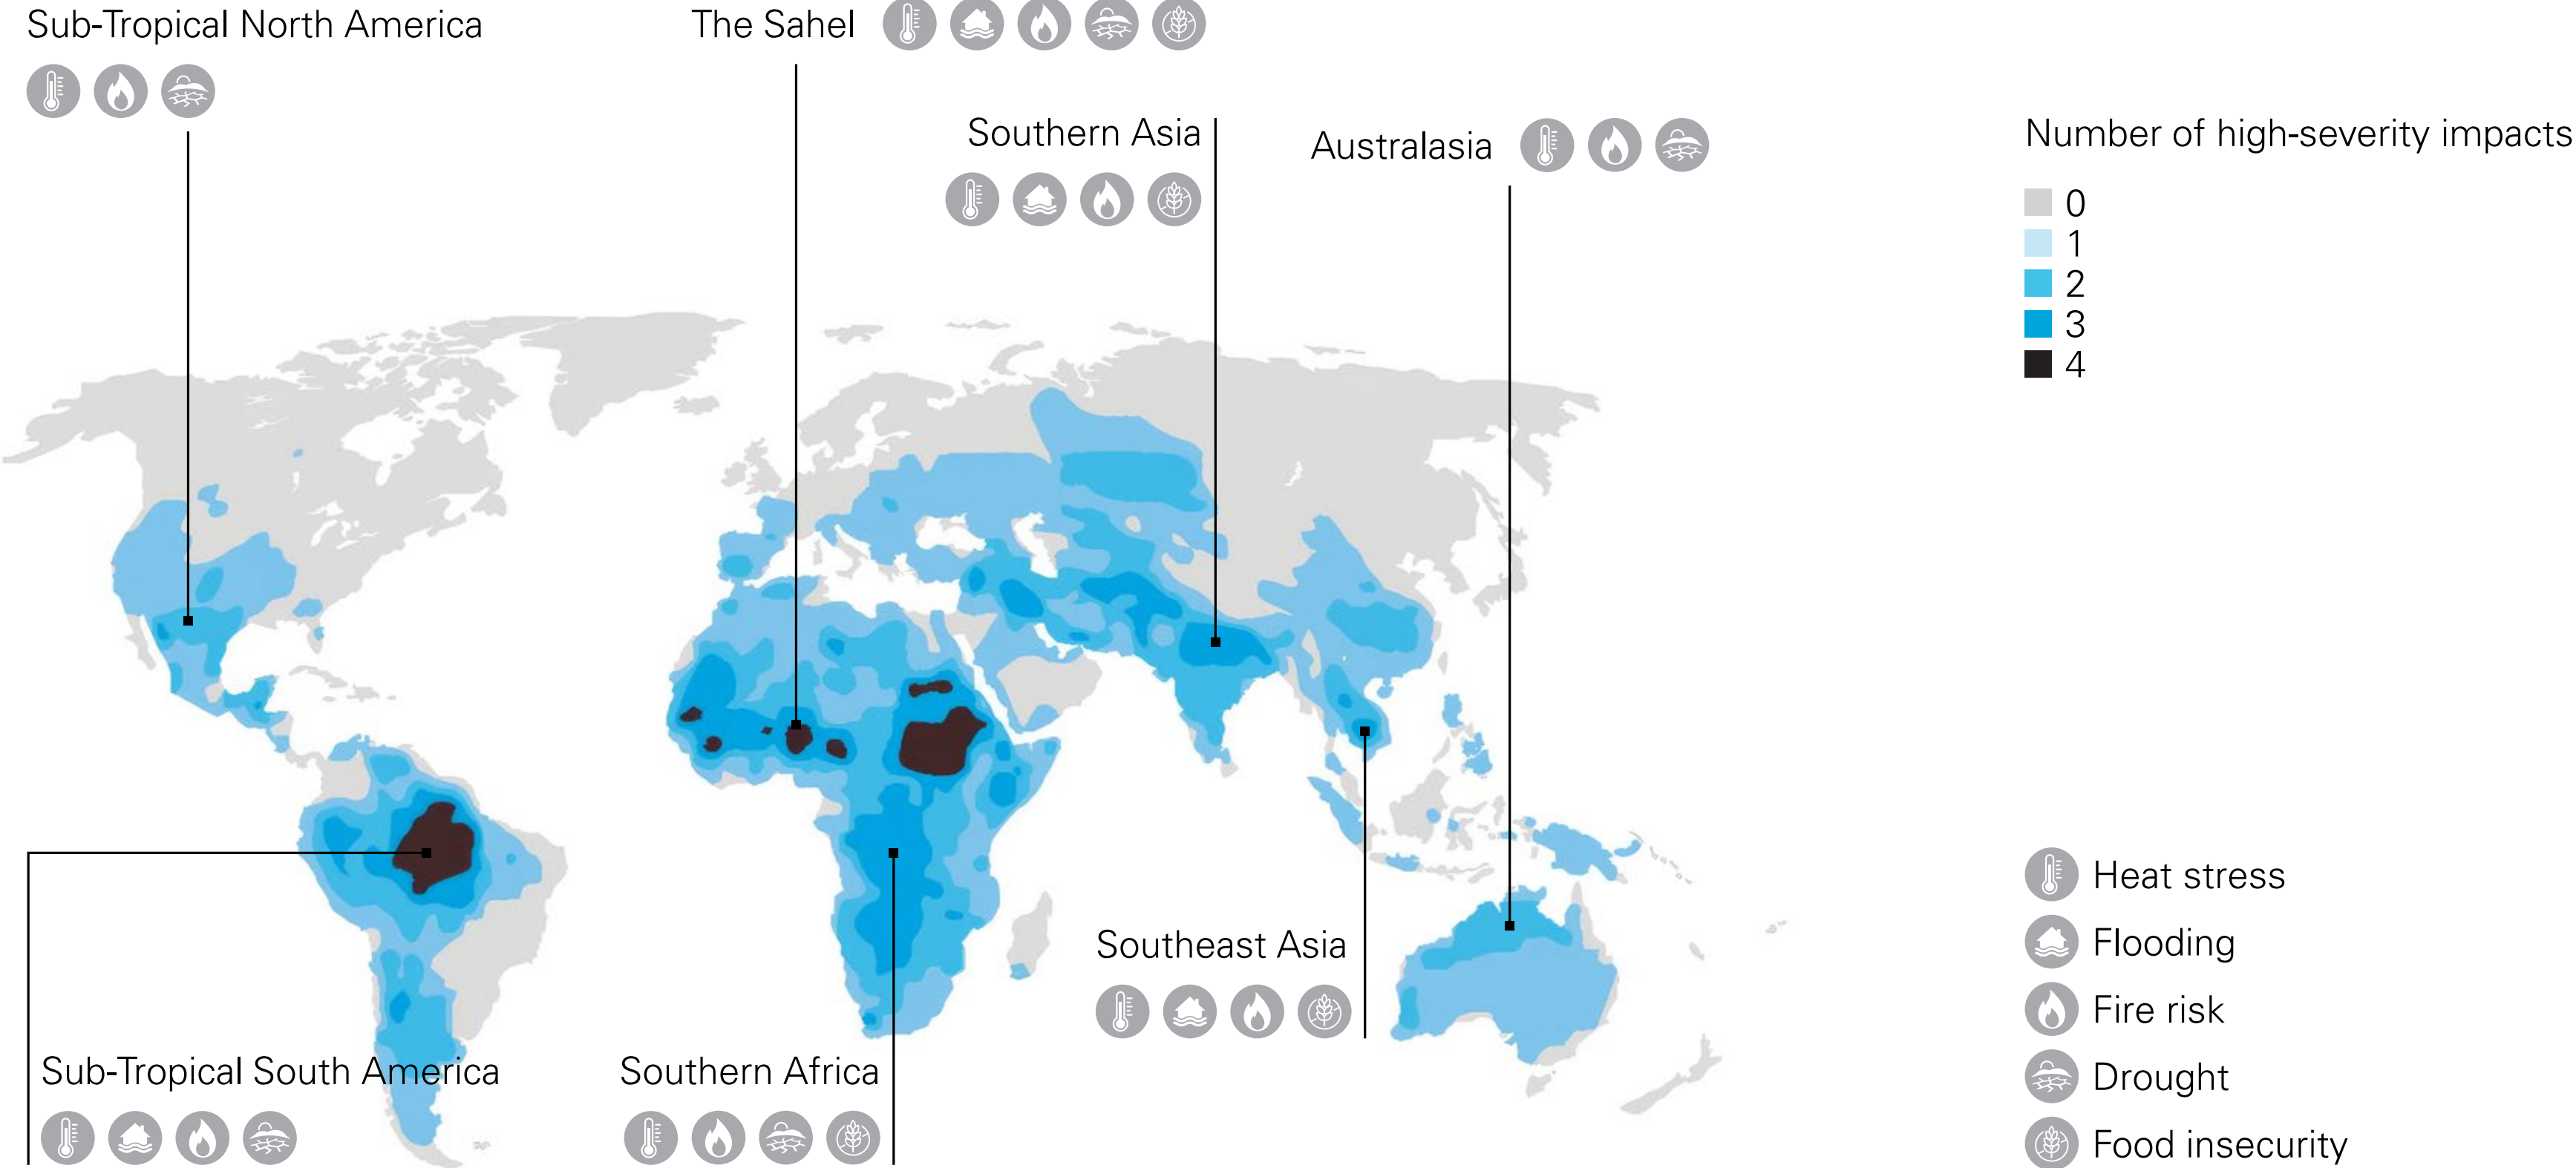 Sub-Tropical North America
The Sahel
Southern Asia
Australasia
Number of high-severity impacts
0
1
2
3
4
Southeast Asia
Sub-Tropical South America
Southern Africa
Heat stress
Flooding
Fire risk
Drought
Food insecurity